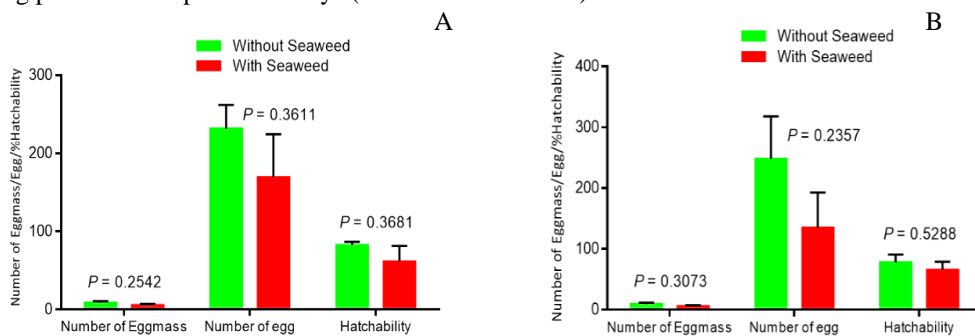 A
Without Seaweed
With Seaweed
Number of Eggmass/Egg/%Hatchability
300
200
100
0
P = 0.2542
P = 0.3611
P = 0.3681
Number of Eggmass
Number of egg
Hatchability
B
Without Seaweed
With Seaweed
Number of Eggmass/Egg/%Hatchability
400
300
200
100
0
P = 0.3073
P = 0.2357
P = 0.5288
Number of Eggmass
Number of egg
Hatchability